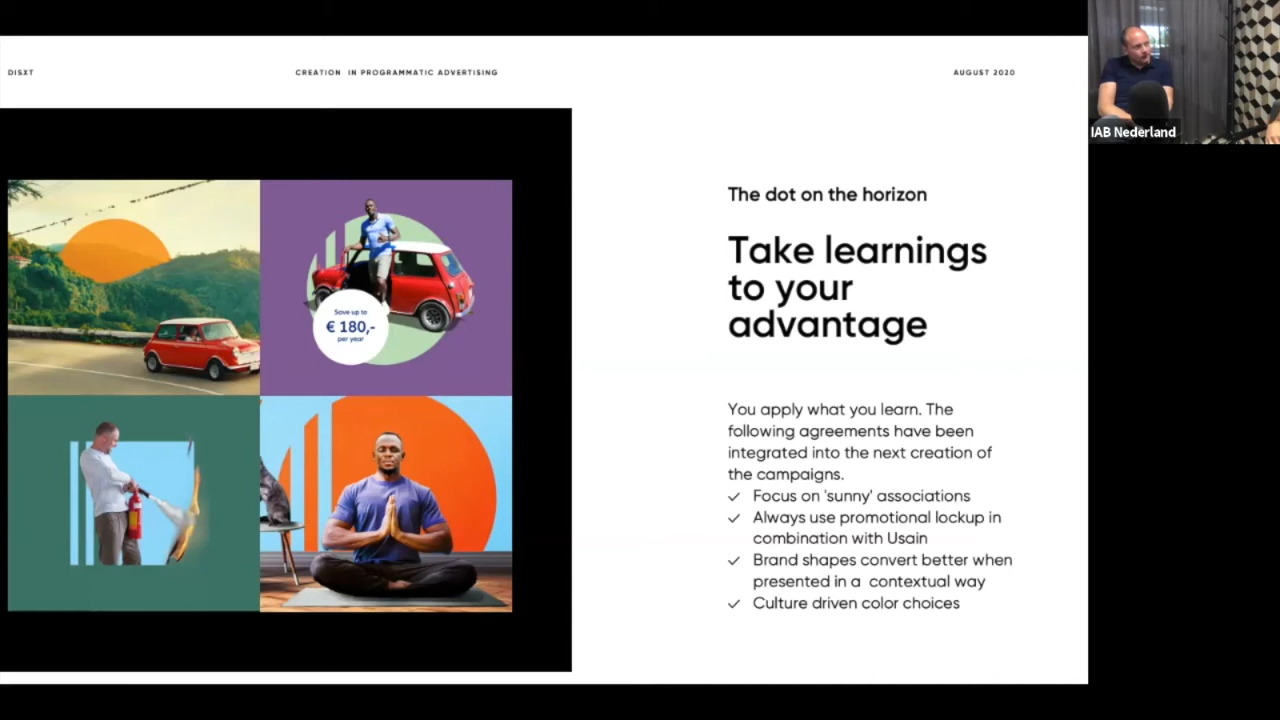 DISXT
CREATION IN PROGRAMMATIC ADVERTISING
AUGUST 2020
IAB Nederland
Save up to
€ 180,-
per year
The dot on the horizon
Take learnings
to your
advantage
You apply what you learn. The
following agreements have been
integrated into the next creation of
the campaigns.
✓ Focus on 'sunny' associations
✓ Always use promotional lockup in
combination with Usain
✓ Brand shapes convert better when
presented in a contextual way
✓ Culture driven color choices